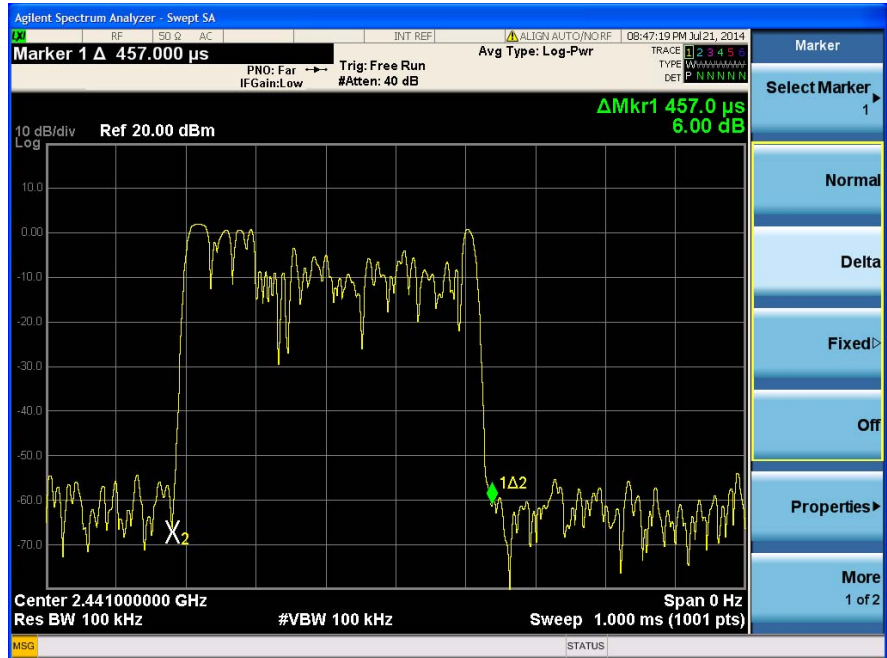 Agilent Spectrum Analyzer - Swept SA
LXI RF 50 Ω AC INT REF ALIGN AUTO/NO RF 08:47:19 PM Jul 21, 2014
Marker 1 Δ 457.000 µs
PNO: Far
IFGain:Low
Trig: Free Run
#Atten: 40 dB
Avg Type: Log-Pwr
TRACE 1 2 3 4 5 6
TYPE
DET P N N N N N
ΔMkr1 457.0 µs
6.00 dB
10 dB/div Ref 20.00 dBm
Log
10.0
0.00
-10.0
-20.0
-30.0
-40.0
-50.0
-60.0
-70.0
1Δ2
X2
Center 2.441000000 GHz Span 0 Hz
Res BW 100 kHz #VBW 100 kHz Sweep 1.000 ms (1001 pts)
MSG STATUS
Marker
Select Marker
1
Normal
Delta
Fixed
Off
Properties
More
1 of 2